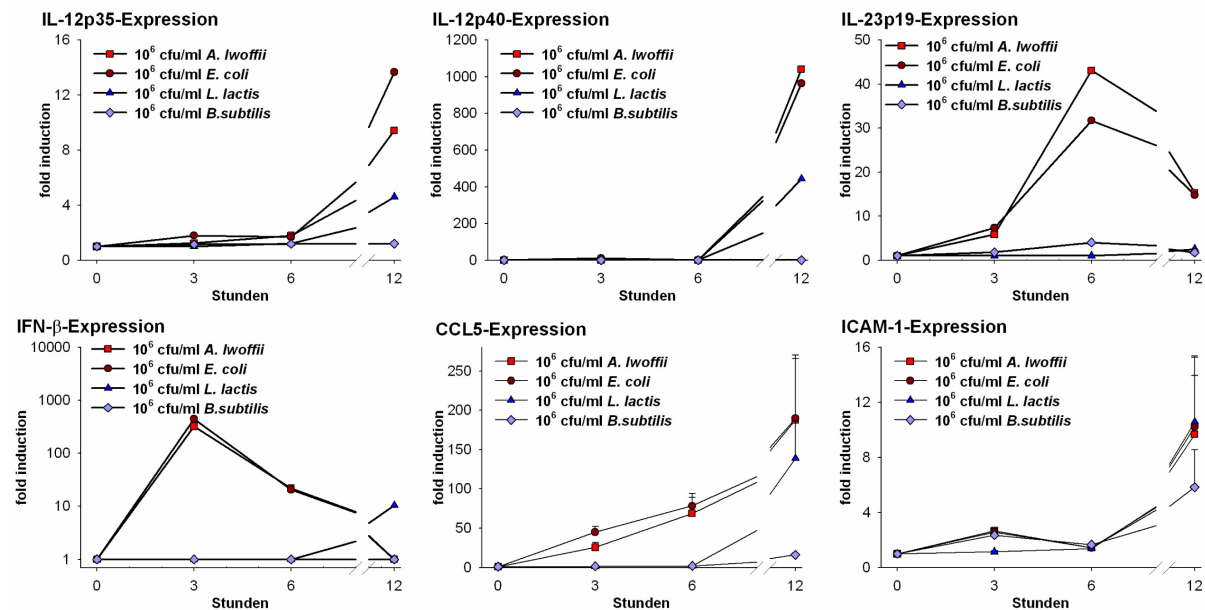 IL-12p35-Expression
16
12
8
4
0
fold induction
10⁶ cfu/ml A. lwoffii
10⁶ cfu/ml E. coli
10⁶ cfu/ml L. lactis
10⁶ cfu/ml B.subtilis
0 3 6 12
Stunden
IL-12p40-Expression
1200
1000
800
600
400
200
0
fold induction
10⁶ cfu/ml A. lwoffii
10⁶ cfu/ml E. coli
10⁶ cfu/ml L. lactis
10⁶ cfu/ml B.subtilis
0 3 6 12
Stunden
IL-23p19-Expression
50
40
30
20
10
0
fold induction
10⁶ cfu/ml A. lwoffii
10⁶ cfu/ml E. coli
10⁶ cfu/ml L. lactis
10⁶ cfu/ml B.subtilis
0 3 6 12
Stunden
IFN-β-Expression
10000
1000
100
10
1
fold induction
10⁶ cfu/ml A. lwoffii
10⁶ cfu/ml E. coli
10⁶ cfu/ml L. lactis
10⁶ cfu/ml B.subtilis
0 3 6 12
Stunden
CCL5-Expression
250
200
150
100
50
0
fold induction
10⁶ cfu/ml A. lwoffii
10⁶ cfu/ml E. coli
10⁶ cfu/ml L. lactis
10⁶ cfu/ml B.subtilis
0 3 6 12
Stunden
ICAM-1-Expression
16
12
8
4
0
fold induction
10⁶ cfu/ml A. lwoffii
10⁶ cfu/ml E. coli
10⁶ cfu/ml L. lactis
10⁶ cfu/ml B.subtilis
0 3 6 12
Stunden